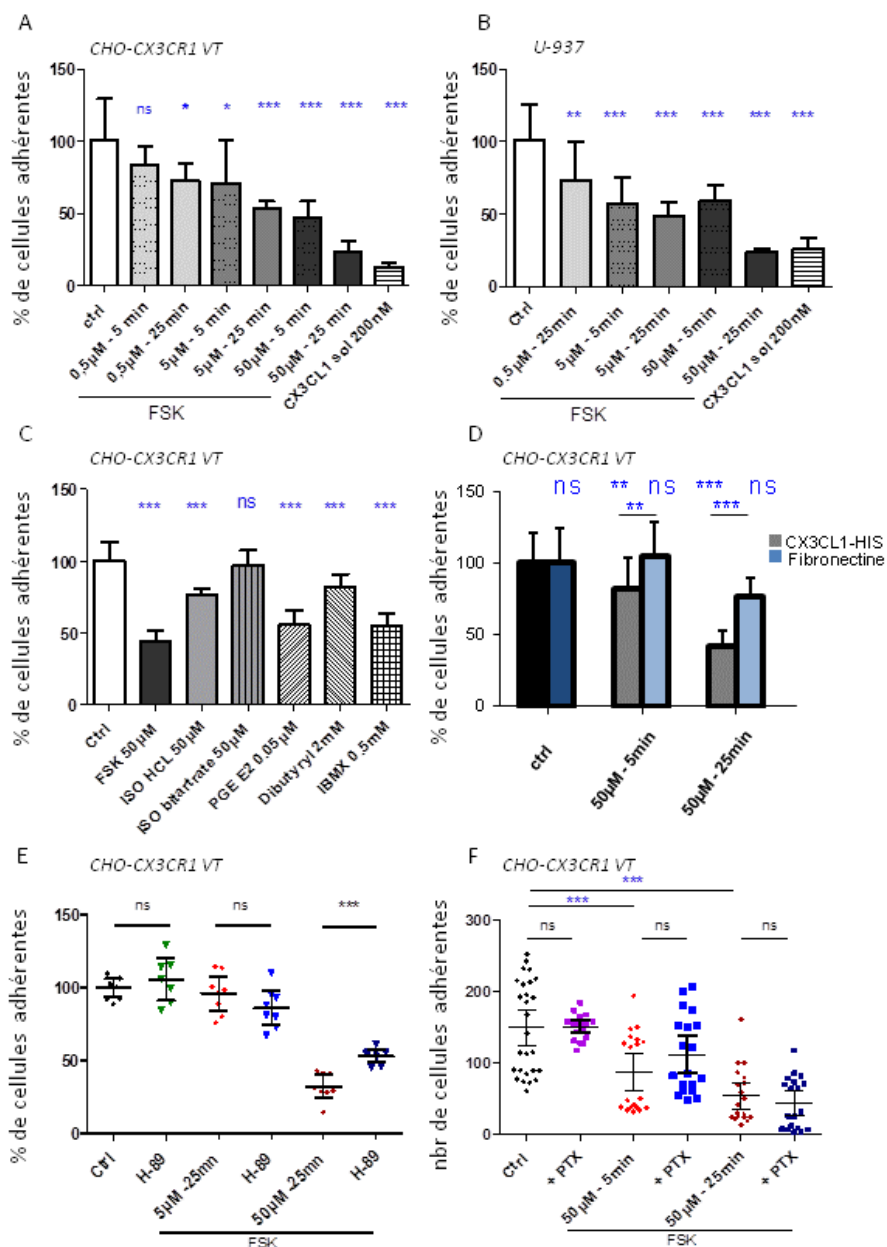 A
CHO-CX3CR1 VT
% de cellules adhérentes
150
100
50
0
ns * * *** *** *** ***
ctrl
0,5µM - 5 min
0,5µM - 25 min
5µM - 5 min
5µM - 25 min
50µM - 5 min
50µM - 25 min
CX3CL1 sol 200nM
FSK
B
U-937
% de cellules adhérentes
150
100
50
0
** *** *** *** *** ***
Ctrl
0,5µM - 25min
5µM - 5min
5µM - 25min
50µM - 5min
50µM - 25min
CX3CL1 sol 200nM
FSK
C
CHO-CX3CR1 VT
% de cellules adhérentes
150
100
50
0
*** *** ns *** *** ***
Ctrl
FSK 50µM
ISO HCL 50µM
ISO bitartrate 50µM
PGE E2 0,05µM
Dibutyryl 2mM
IBMX 0,5mM
D
CHO-CX3CR1 VT
% de cellules adhérentes
150
100
50
0
ns ** ns *** ns
** ***
CX3CL1-HIS
Fibronectine
ctrl
50µM - 5min
50µM - 25min
E
CHO-CX3CR1 VT
% de cellules adhérentes
150
100
50
0
ns ns ***
Ctrl
H-89
5µM -25mn
H-89
50µM -25mn
H-89
FSK
F
CHO-CX3CR1 VT
nbr de cellules adhérentes
300
200
100
0
***
***
ns ns ns
Ctrl
+ PTX
50µM - 5min
+ PTX
50µM - 25min
+ PTX
FSK